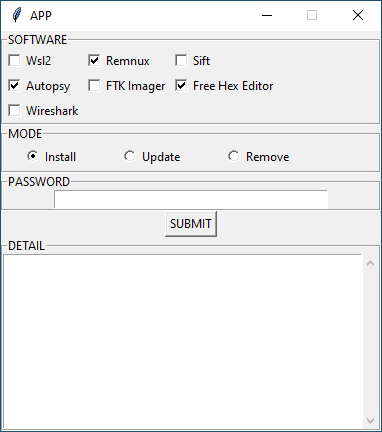 APP
SOFTWARE
Wsl2 Remnux Sift
Autopsy FTK Imager Free Hex Editor
Wireshark
MODE
Install Update Remove
PASSWORD
SUBMIT
DETAIL